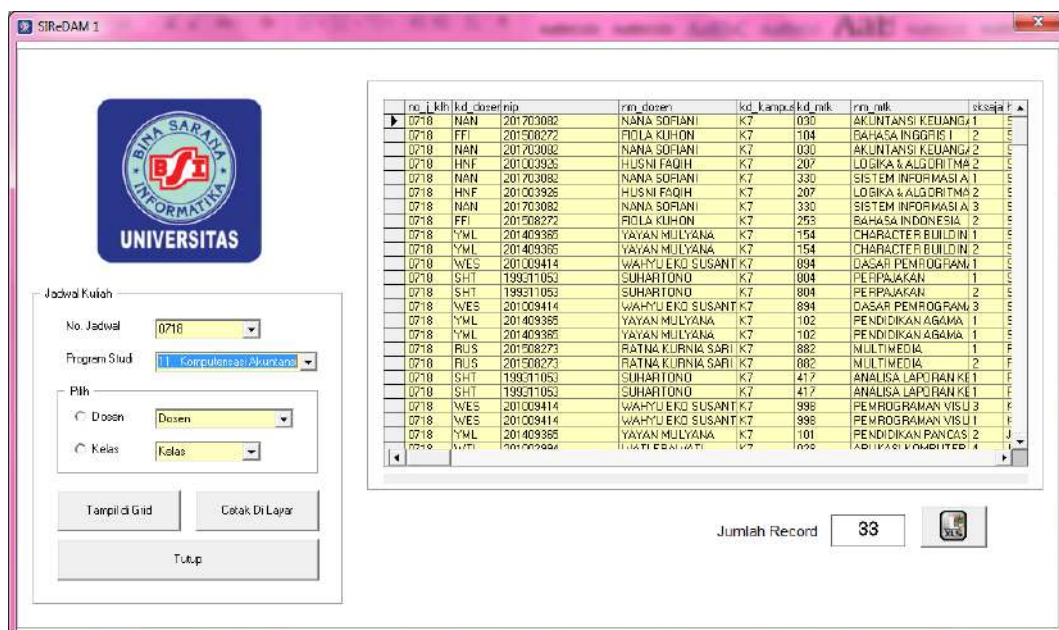 SIReDAM 1
BINA SARANA
BSI
INFORMATIKA
UNIVERSITAS
Jadwal Kuliah
No. Jadwal 0718
Program Studi 11 - Komputerisasi Akuntansi
Pilih
Dosen Dosen
Kelas Kelas
Tampil di Grid Cetak Di Layar
Tutup
no_j_klh kd_dosen nip nm_dosen kd_kampus kd_mtk nm_mtk sksaja
0718 NAN 201703082 NANA SOFIANI K7 030 AKUNTANSI KEUANGA 1
0718 FFI 201508272 FIOLA KUHON K7 104 BAHASA INGGRIS I 2
0718 NAN 201703082 NANA SOFIANI K7 030 AKUNTANSI KEUANGA 2
0718 HNF 201003926 HUSNI FAQIH K7 207 LOGIKA & ALGORITMA 2
0718 NAN 201703082 NANA SOFIANI K7 330 SISTEM INFORMASI A 1
0718 HNF 201003926 HUSNI FAQIH K7 207 LOGIKA & ALGORITMA 2
0718 NAN 201703082 NANA SOFIANI K7 330 SISTEM INFORMASI A 3
0718 FFI 201508272 FIOLA KUHON K7 253 BAHASA INDONESIA 2
0718 YML 201409365 YAYAN MULYANA K7 154 CHARACTER BUILDIN 1
0718 YML 201409365 YAYAN MULYANA K7 154 CHARACTER BUILDIN 2
0718 WES 201009414 WAHYU EKO SUSANT K7 894 DASAR PEMROGRAMA 1
0718 SHT 199311053 SUHARTONO K7 804 PERPAJAKAN 1
0718 SHT 199311053 SUHARTONO K7 804 PERPAJAKAN 2
0718 WES 201009414 WAHYU EKO SUSANT K7 894 DASAR PEMROGRAMA 3
0718 YML 201409365 YAYAN MULYANA K7 102 PENDIDIKAN AGAMA 1
0718 YML 201409365 YAYAN MULYANA K7 102 PENDIDIKAN AGAMA 1
0718 RUS 201508273 RATNA KURNIA SARI K7 882 MULTIMEDIA 1
0718 RUS 201508273 RATNA KURNIA SARI K7 882 MULTIMEDIA 2
0718 SHT 199311053 SUHARTONO K7 417 ANALISA LAPORAN KE 1
0718 SHT 199311053 SUHARTONO K7 417 ANALISA LAPORAN KE 1
0718 WES 201009414 WAHYU EKO SUSANT K7 998 PEMROGRAMAN VISU 3
0718 WES 201009414 WAHYU EKO SUSANT K7 998 PEMROGRAMAN VISU 1
0718 YML 201409365 YAYAN MULYANA K7 101 PENDIDIKAN PANCAS 2
Jumlah Record 33
XLS